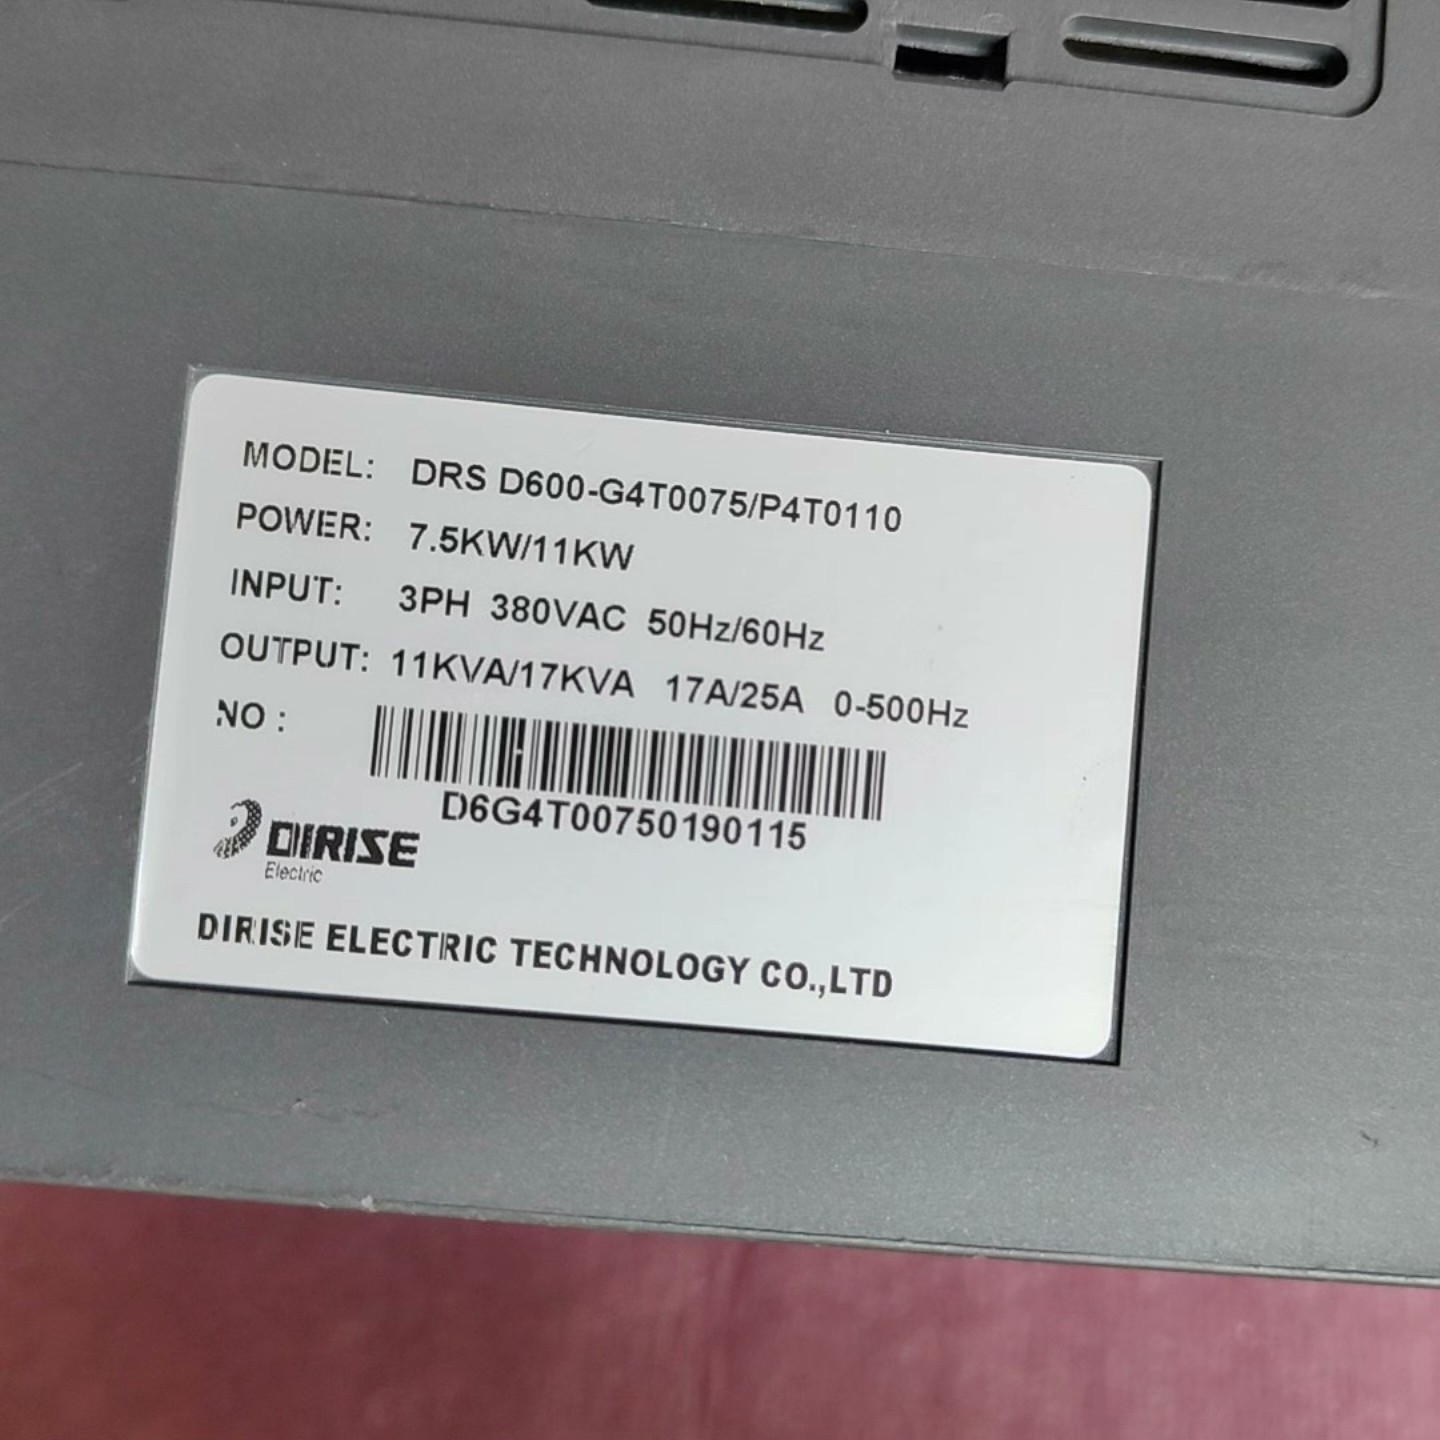 MODEL: DRS D600-G4T0075/P4T0110
POWER: 7.5KW/11KW
INPUT: 3PH 380VAC 50Hz/60Hz
OUTPUT: 11KVA/17KVA 17A/25A 0-500Hz
NO :
D6G4T00750190115
DIRISE
Electric
DIRISE ELECTRIC TECHNOLOGY CO.,LTD